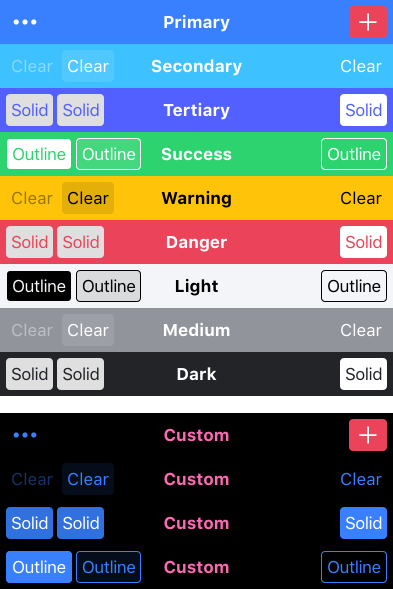 Primary
Clear Clear Secondary Clear
Solid Solid Tertiary Solid
Outline Outline Success Outline
Clear Clear Warning Clear
Solid Solid Danger Solid
Outline Outline Light Outline
Clear Clear Medium Clear
Solid Solid Dark Solid
Custom
Clear Clear Custom Clear
Solid Solid Custom Solid
Outline Outline Custom Outline